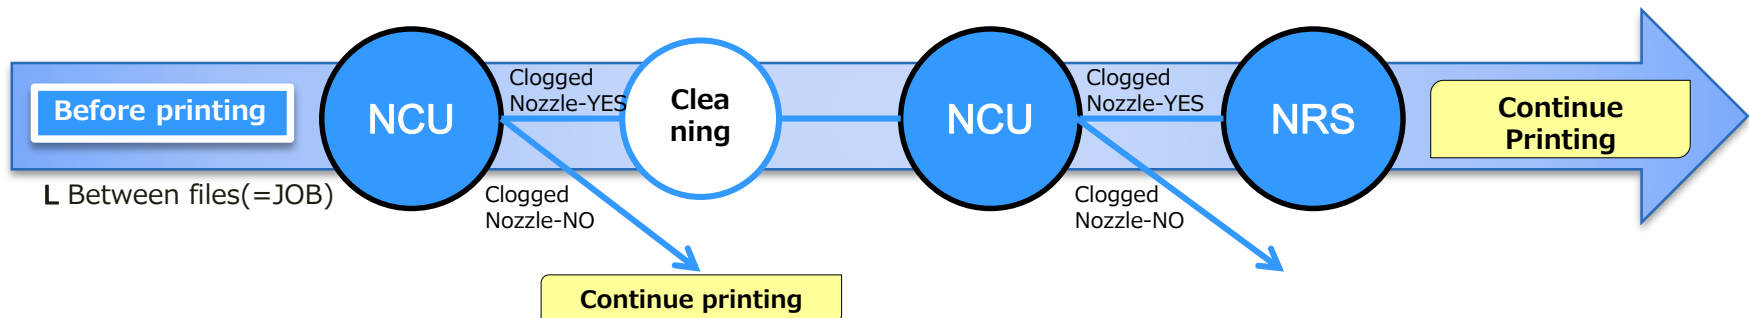 Before printing
L Between files(=JOB)
NCU
Clogged
Nozzle-YES
Clogged
Nozzle-NO
Clea
ning
Continue printing
NCU
Clogged
Nozzle-YES
Clogged
Nozzle-NO
NRS
Continue
Printing